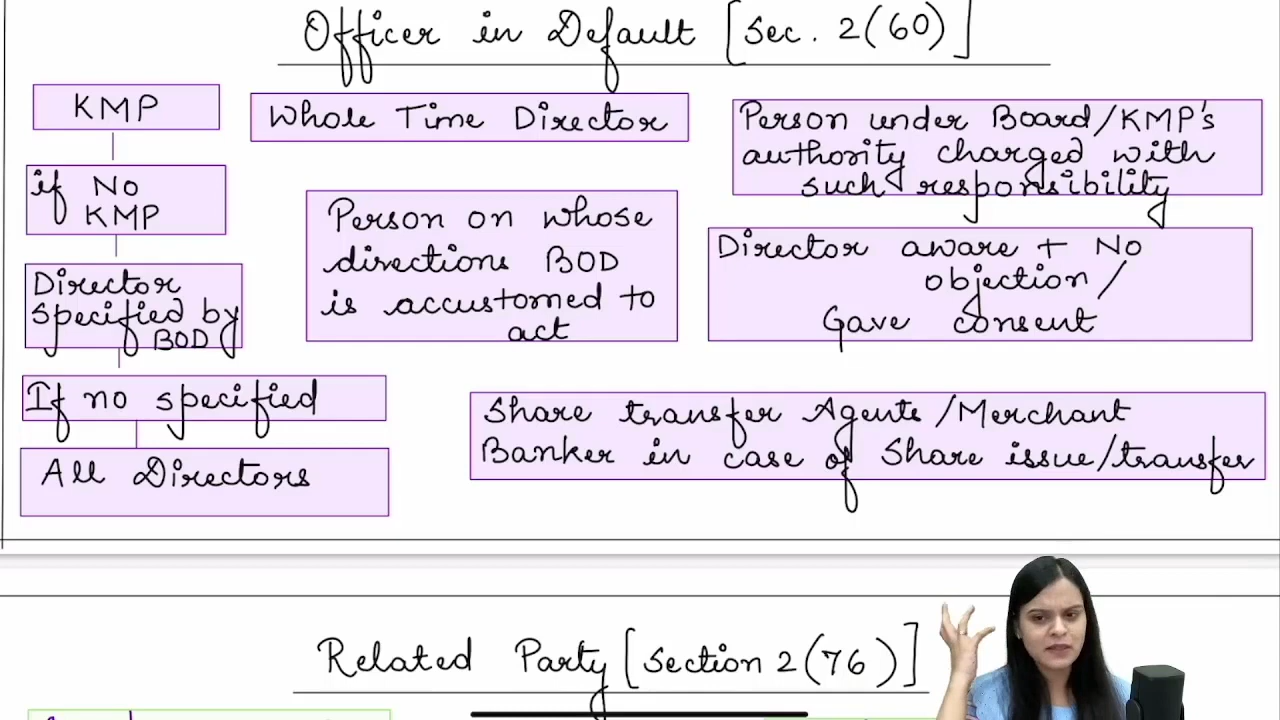 Officer in Default [Sec. 2(60)]
KMP
if No
KMP
Director
specified by
BOD
If no specified
All Directors
Whole Time Director
Person on whose
directions BOD
is accustomed to
act
Person under Board/KMP's
authority charged with
such responsibility
Director aware + No
objection/
Gave consent
Share transfer Agents/Merchant
Banker in case of Share issue/transfer
Related Party [Section 2(76)]